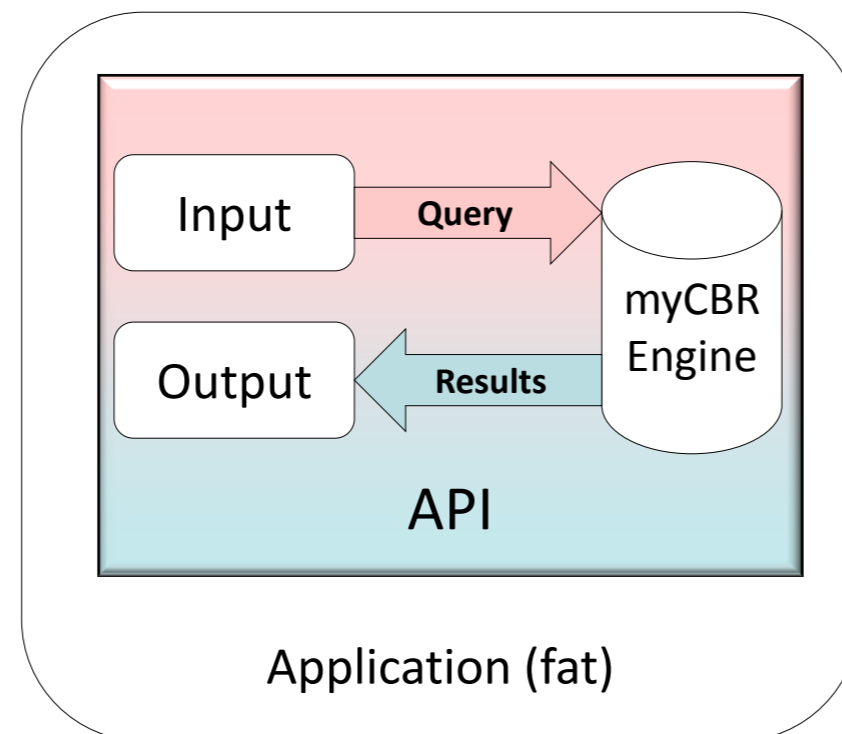 Input
Query
myCBR
Engine
Output
Results
API
Application (fat)